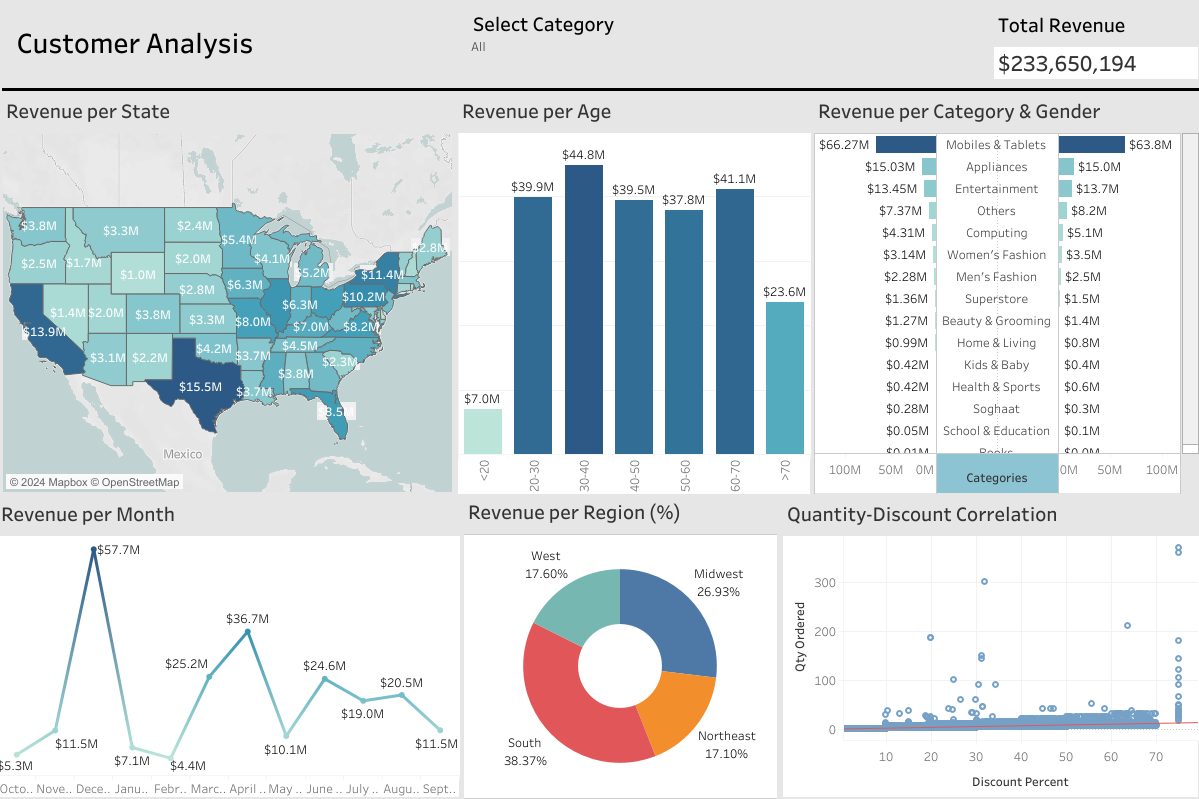 Customer Analysis
Select Category
All
Total Revenue
$233,650,194
Revenue per State
$3.8M
$3.3M
$2.4M
$5.4M
$2.8M
$2.5M
$1.7M
$1.0M
$2.0M
$4.1M
$5.2M
$11.4M
$2.8M
$6.3M
$10.2M
$1.4M
$2.0M
$3.8M
$3.3M
$8.0M
$6.3M
$7.0M
$8.2M
$13.9M
$3.1M
$2.2M
$4.2M
$3.7M
$4.5M
$2.3M
$15.5M
$3.8M
$3.7M
Mexico
© 2024 Mapbox © OpenStreetMap
Revenue per Age
$7.0M
$39.9M
$44.8M
$39.5M
$37.8M
$41.1M
$23.6M
<20
20-30
30-40
40-50
50-60
60-70
>70
Revenue per Category & Gender
$66.27M Mobiles & Tablets $63.8M
$15.03M Appliances $15.0M
$13.45M Entertainment $13.7M
$7.37M Others $8.2M
$4.31M Computing $5.1M
$3.14M Women's Fashion $3.5M
$2.28M Men's Fashion $2.5M
$1.36M Superstore $1.5M
$1.27M Beauty & Grooming $1.4M
$0.99M Home & Living $0.8M
$0.42M Kids & Baby $0.4M
$0.42M Health & Sports $0.6M
$0.28M Soghaat $0.3M
$0.05M School & Education $0.1M
$0.01M Books $0.0M
100M 50M 0M Categories 0M 50M 100M
Revenue per Month
$5.3M
$11.5M
$57.7M
$7.1M
$4.4M
$25.2M
$36.7M
$10.1M
$24.6M
$19.0M
$20.5M
$11.5M
Octo.. Nove.. Dece.. Janu.. Febr.. Marc.. April .. May .. June .. July .. Augu.. Sept..
Revenue per Region (%)
West
17.60%
Midwest
26.93%
Northeast
17.10%
South
38.37%
Quantity-Discount Correlation
Qty Ordered
300
200
100
0
10 20 30 40 50 60 70
Discount Percent